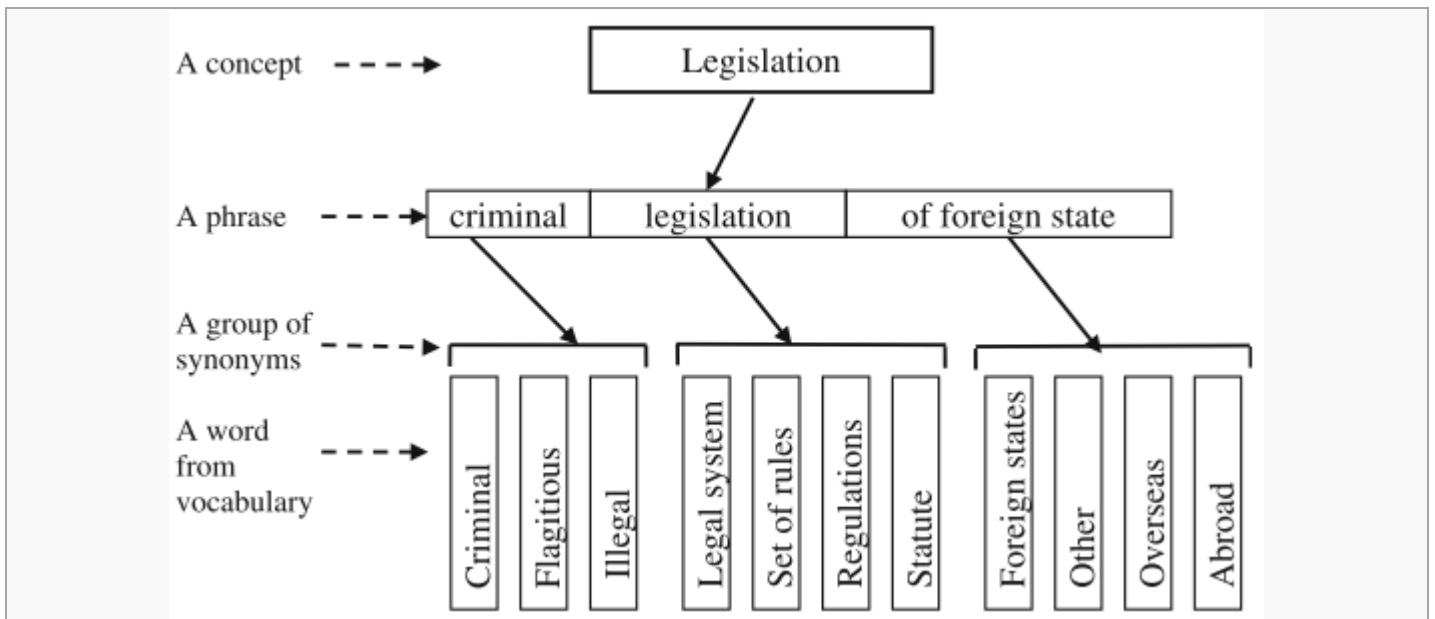 A concept
Legislation
A phrase
criminal legislation of foreign state
A group of
synonyms
A word
from
vocabulary
Criminal
Flagitious
Illegal
Legal system
Set of rules
Regulations
Statute
Foreign states
Other
Overseas
Abroad